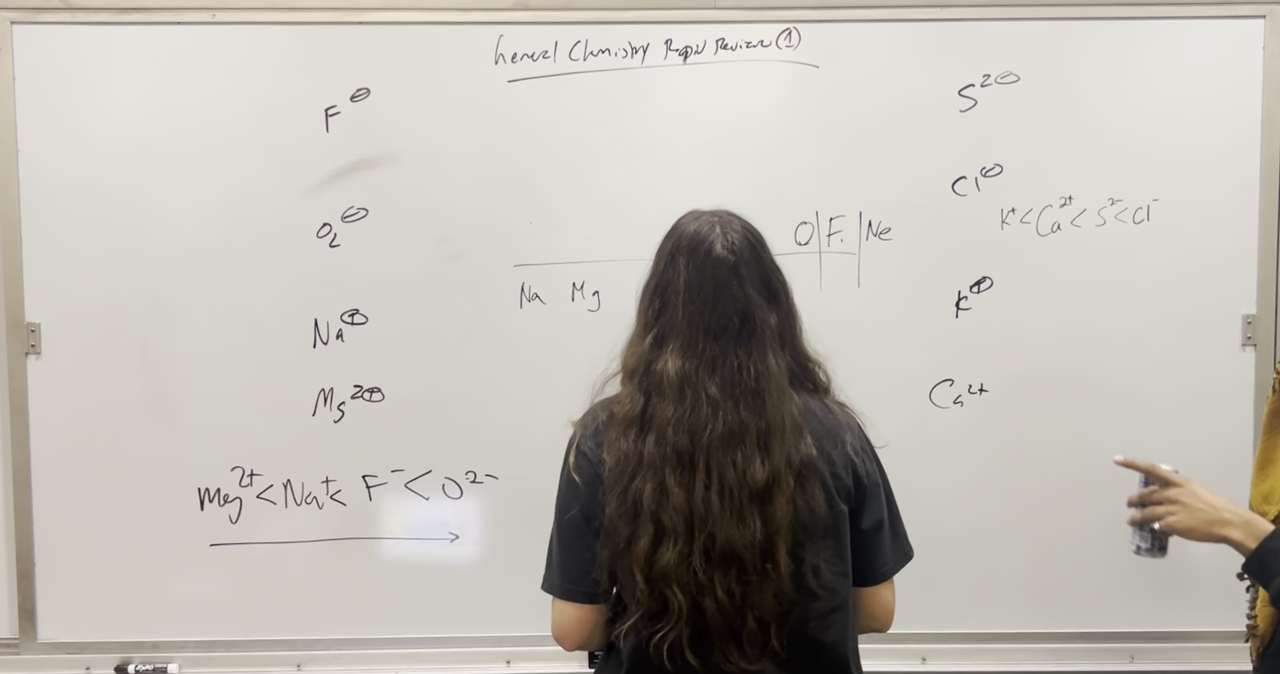 General Chemistry Rapid Review (1)
F⊖
S2⊖
Cl⊖
O2⊖
K+ < Ca2+ < S2- < Cl-
O | F. | Ne
Na Mg
Na⊕
K⊕
Mg2⊕
Ca2+
Mg2+ < Na+ < F- < O2-